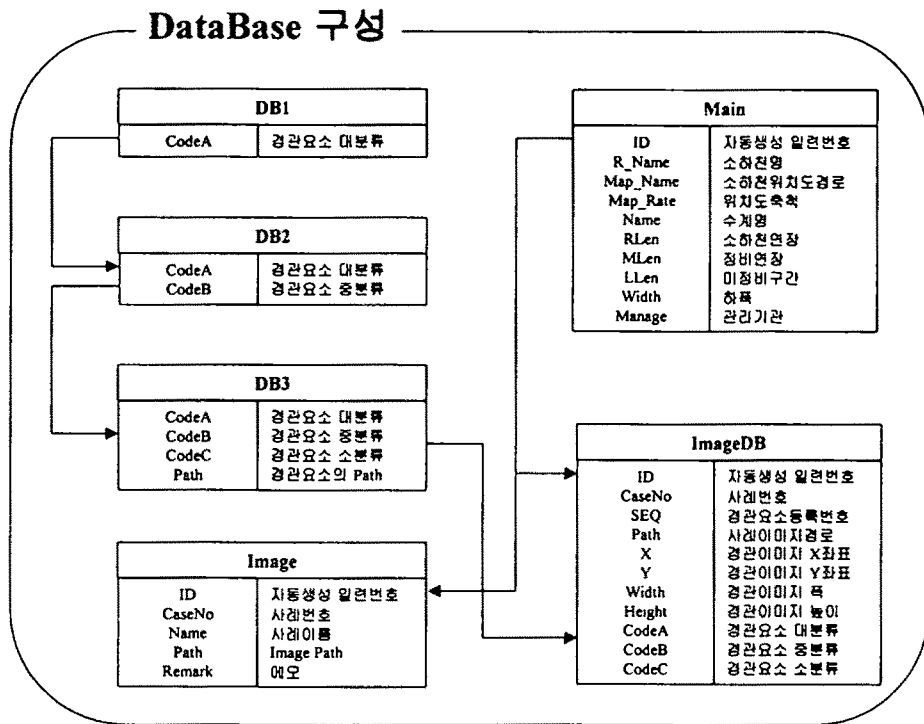 DataBase 구성
DB1
CodeA 경관요소 대분류
DB2
CodeA 경관요소 대분류
CodeB 경관요소 중분류
DB3
CodeA 경관요소 대분류
CodeB 경관요소 중분류
CodeC 경관요소 소분류
Path 경관요소의 Path
Image
ID 자동생성 일련번호
CaseNo 사례번호
Name 사례이름
Path Image Path
Remark 메모
Main
ID 자동생성 일련번호
R_Name 소하천명
Map_Name 소하천위치도경로
Map_Rate 위치도축척
Name 수계명
RLen 소하천연장
MLen 정비연장
LLen 미정비구간
Width 하폭
Manage 관리기관
ImageDB
ID 자동생성 일련번호
CaseNo 사례번호
SEQ 경관요소등록번호
Path 사례이미지경로
X 경관이미지 X좌표
Y 경관이미지 Y좌표
Width 경관이미지 폭
Height 경관이미지 높이
CodeA 경관요소 대분류
CodeB 경관요소 중분류
CodeC 경관요소 소분류